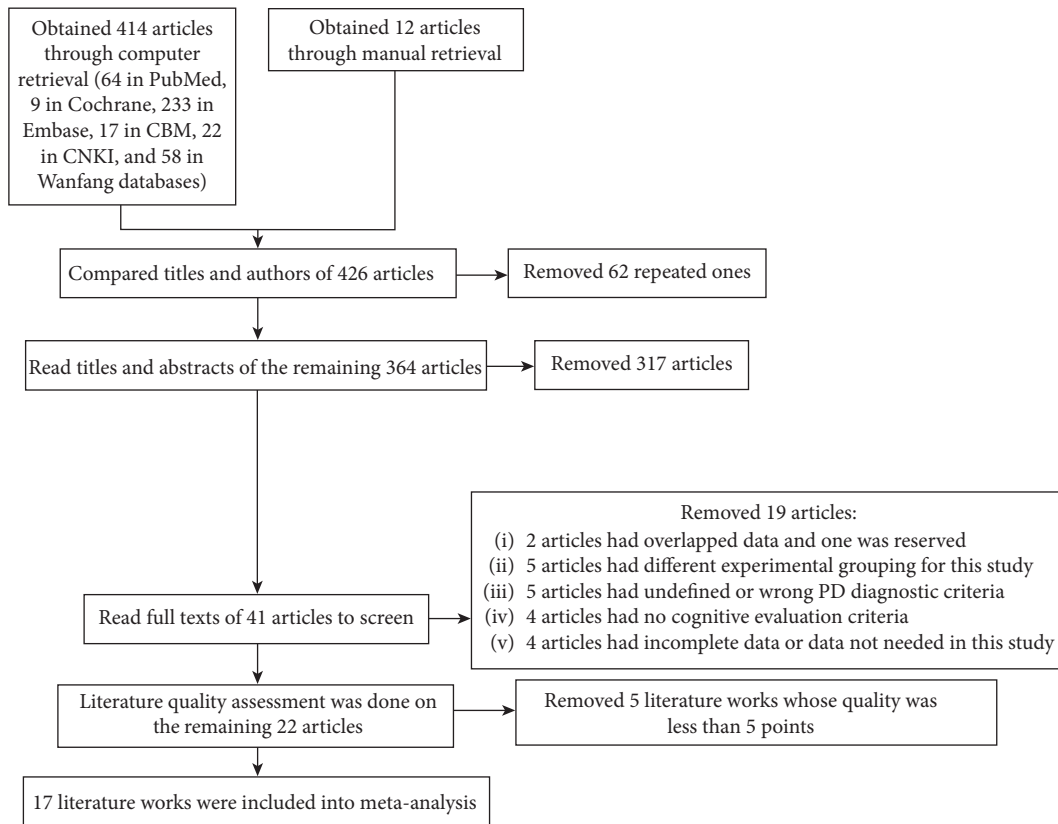 Obtained 414 articles
through computer
retrieval (64 in PubMed,
9 in Cochrane, 233 in
Embase, 17 in CBM, 22
in CNKI, and 58 in
Wanfang databases)
Obtained 12 articles
through manual retrieval
Compared titles and authors of 426 articles
Removed 62 repeated ones
Read titles and abstracts of the remaining 364 articles
Removed 317 articles
Removed 19 articles:
(i) 2 articles had overlapped data and one was reserved
(ii) 5 articles had different experimental grouping for this study
(iii) 5 articles had undefined or wrong PD diagnostic criteria
(iv) 4 articles had no cognitive evaluation criteria
(v) 4 articles had incomplete data or data not needed in this study
Read full texts of 41 articles to screen
Literature quality assessment was done on
the remaining 22 articles
Removed 5 literature works whose quality was
less than 5 points
17 literature works were included into meta-analysis